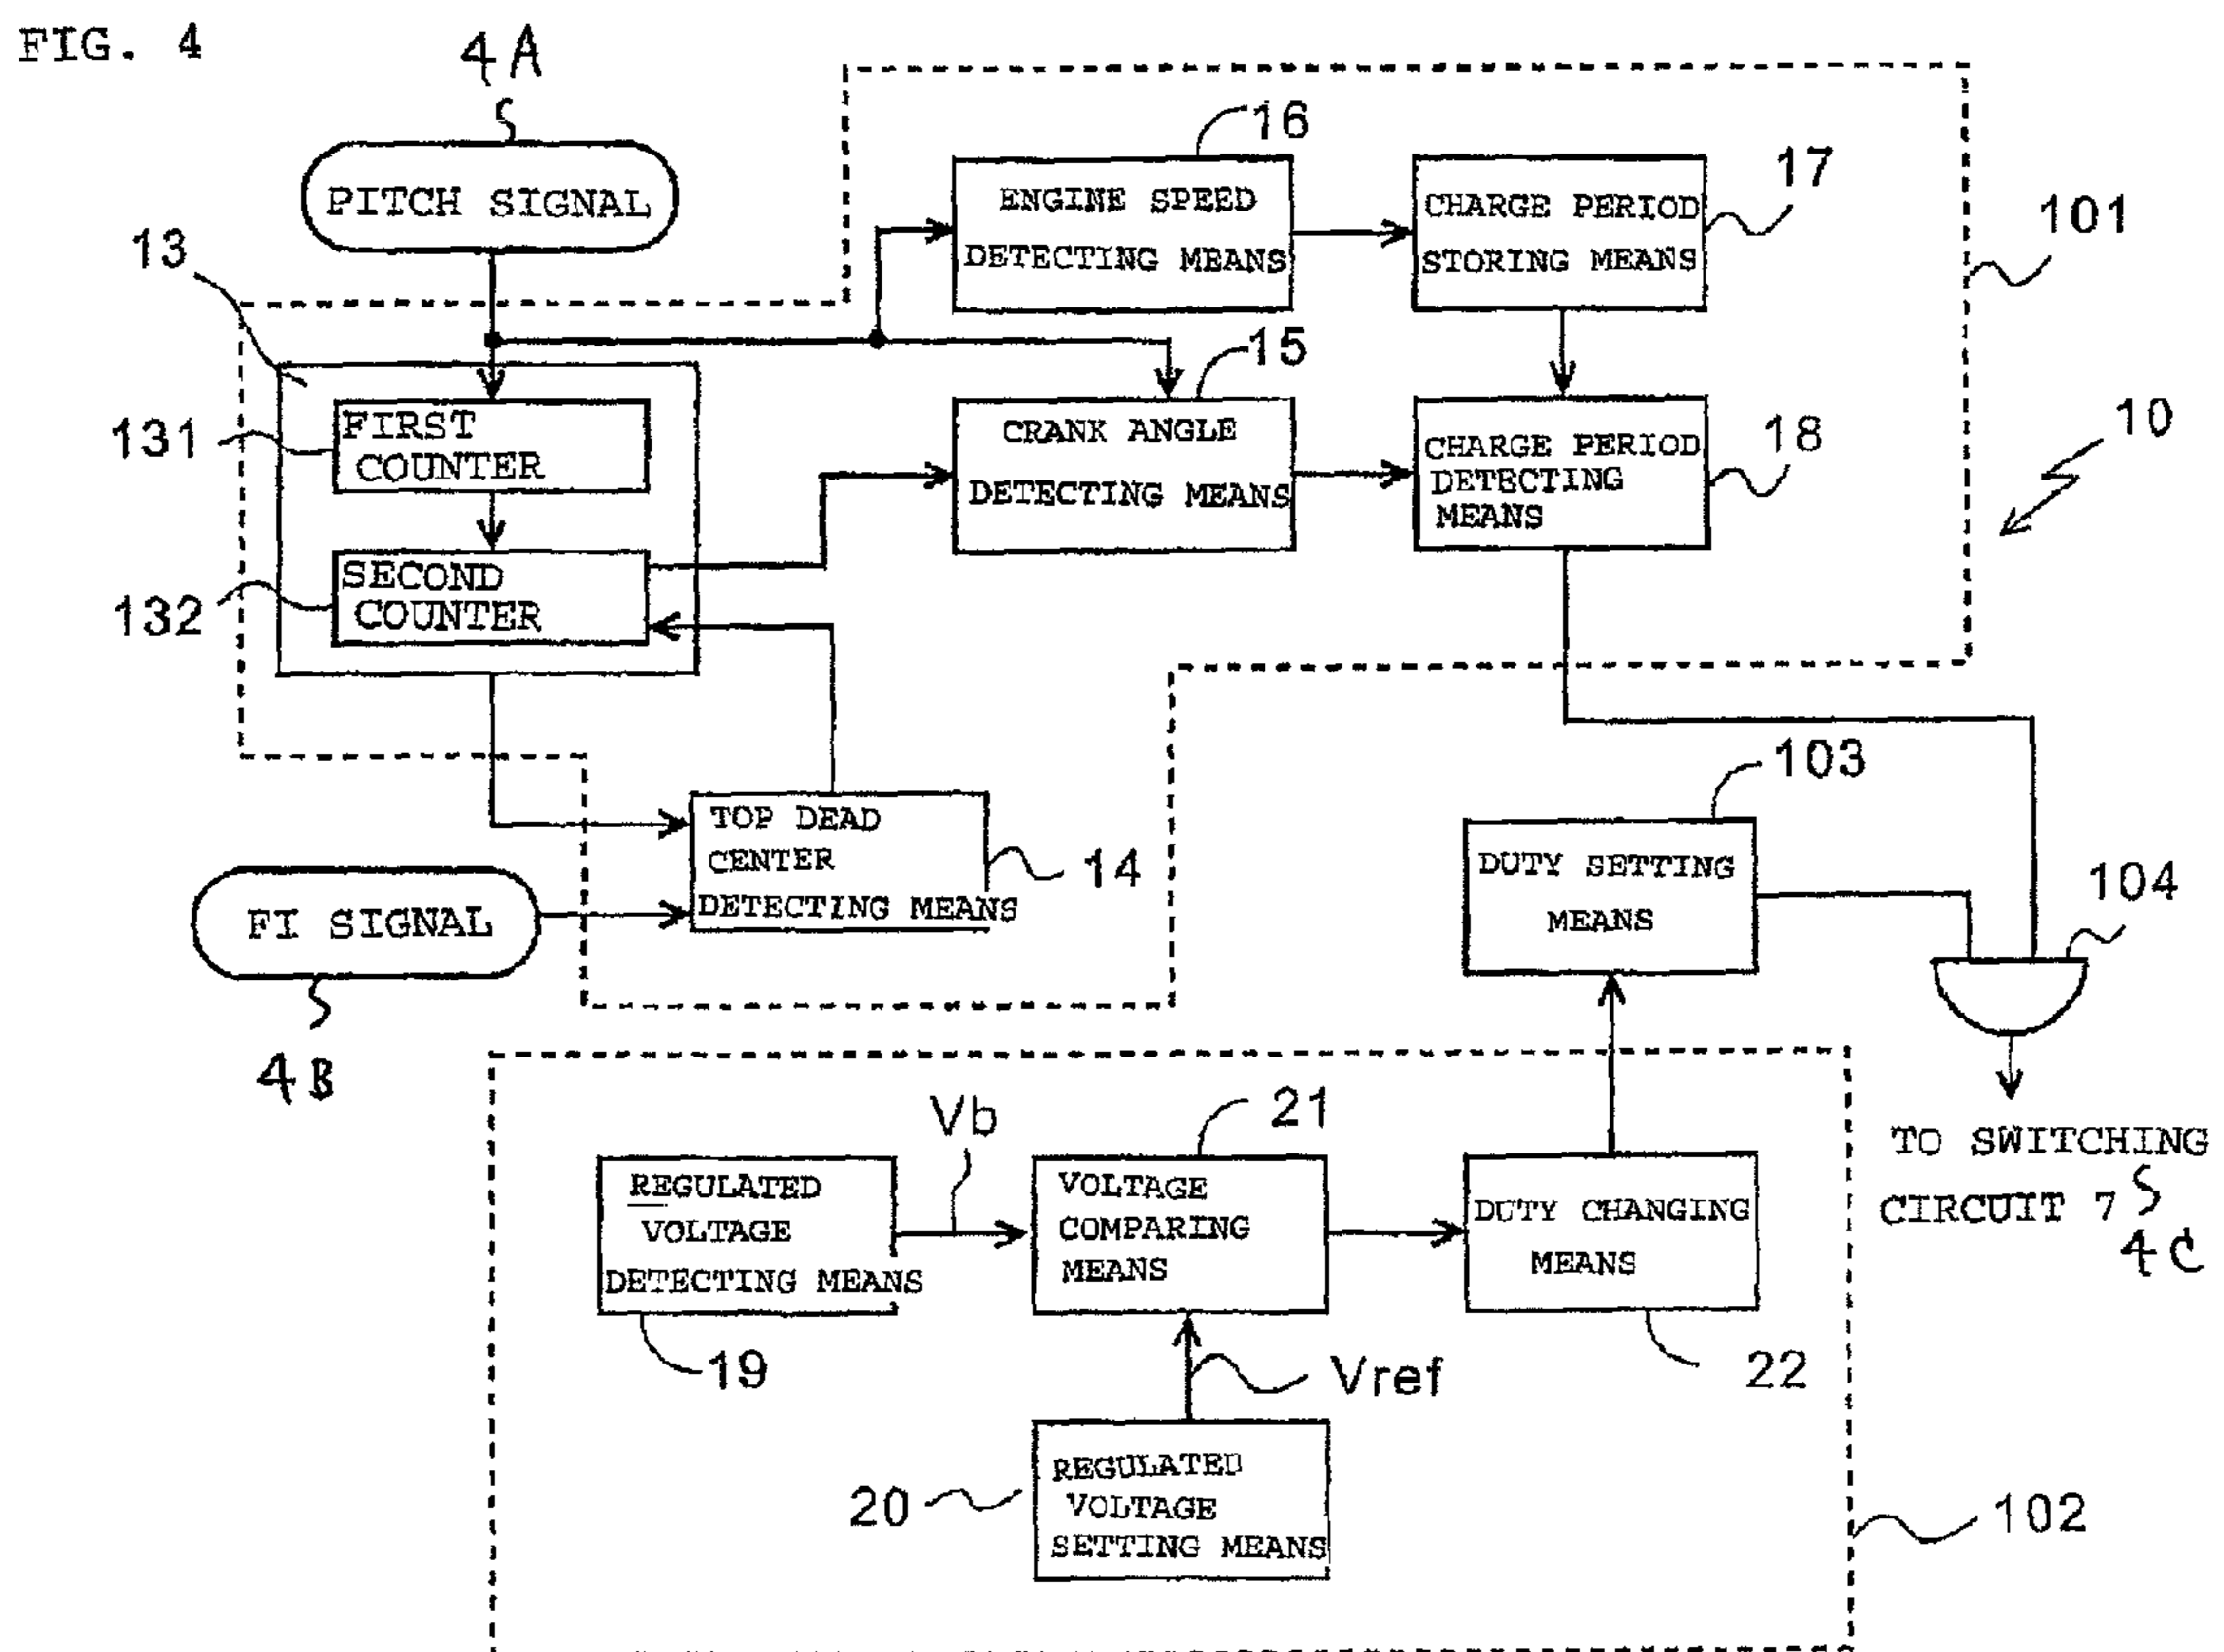 FIG. 4
4A
PITCH SIGNAL
13
16
ENGINE SPEED
DETECTING MEANS
17
CHARGE PERIOD
STORING MEANS
101
131
FIRST
COUNTER
15
CRANK ANGLE
DETECTING MEANS
18
CHARGE PERIOD
DETECTING
MEANS
10
132
SECOND
COUNTER
TOP DEAD
CENTER
DETECTING MEANS
14
FI SIGNAL
4B
103
DUTY SETTING
MEANS
104
Vb
21
REGULATED
VOLTAGE
DETECTING MEANS
19
VOLTAGE
COMPARING
MEANS
DUTY CHANGING
MEANS
22
TO SWITCHING
CIRCUIT 7
4C
Vref
20
REGULATED
VOLTAGE
SETTING MEANS
102